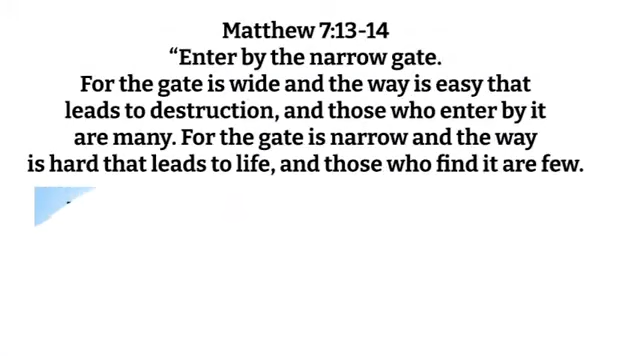 Matthew 7:13-14
“Enter by the narrow gate.
For the gate is wide and the way is easy that
leads to destruction, and those who enter by it
are many. For the gate is narrow and the way
is hard that leads to life, and those who find it are few.